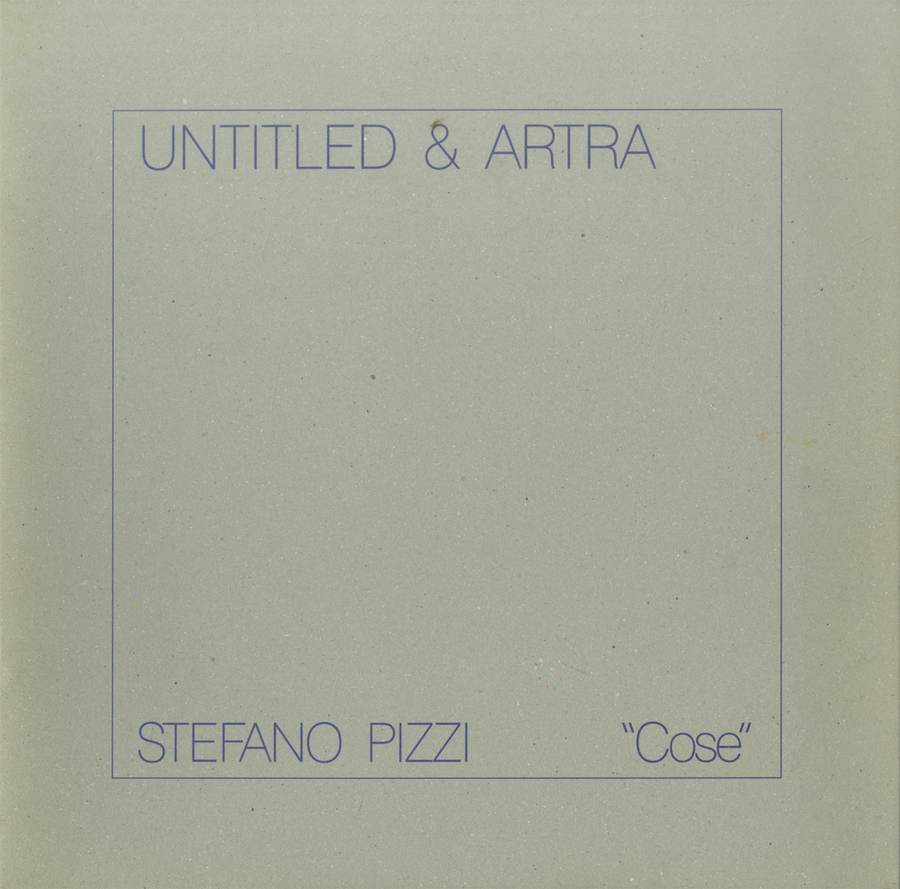 UNTITLED & ARTRA
STEFANO PIZZI "Cose"